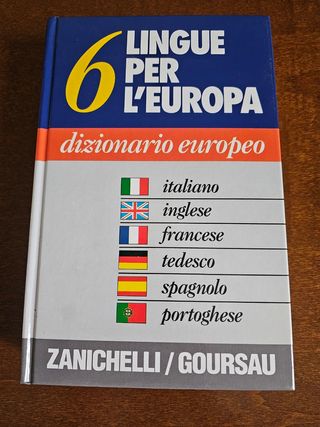 6 LINGUE
PER
L'EUROPA
dizionario europeo
italiano
inglese
francese
tedesco
spagnolo
portoghese
ZANICHELLI/GOURSAU